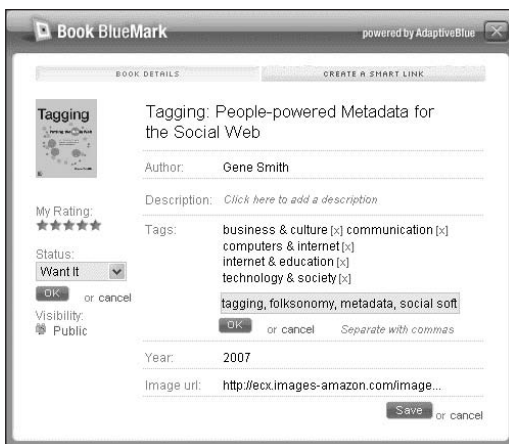 Book BlueMark
powered by AdaptiveBlue
BOOK DETAILS
CREATE A SMART LINK
Tagging
Tagging: People-powered Metadata for
the Social Web
Author: Gene Smith
Description: Click here to add a description
My Rating:
Tags: business & culture [x] communication [x]
computers & internet [x]
internet & education [x]
technology & society [x]
Status:
Want It
OK or cancel
Visibility:
Public
tagging, folksonomy, metadata, social soft
OK or cancel Separate with commas
Year: 2007
Image url: http://ecx.images-amazon.com/image...
Save or cancel